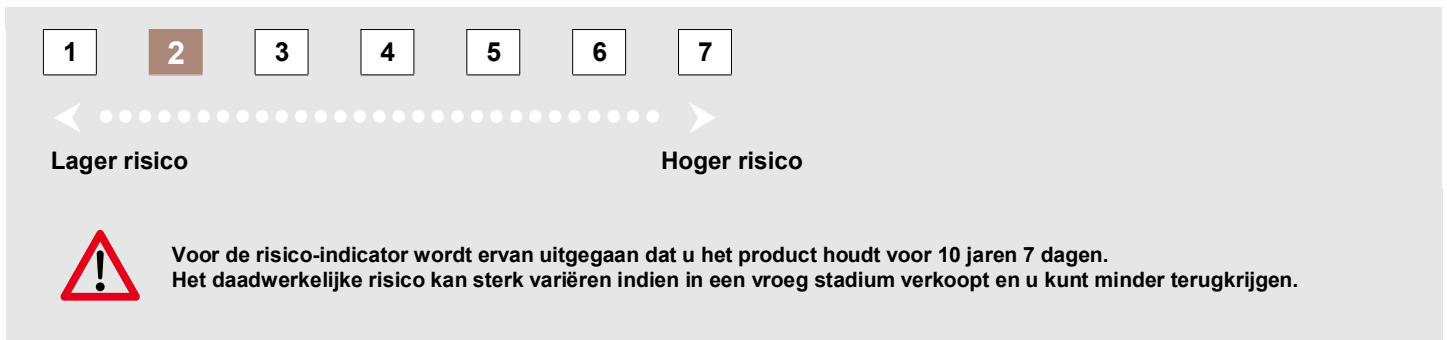 1 2 3 4 5 6 7
Lager risico Hoger risico
Voor de risico-indicator wordt ervan uitgegaan dat u het product houdt voor 10 jaren 7 dagen.
Het daadwerkelijke risico kan sterk variëren indien in een vroeg stadium verkoopt en u kunt minder terugkrijgen.